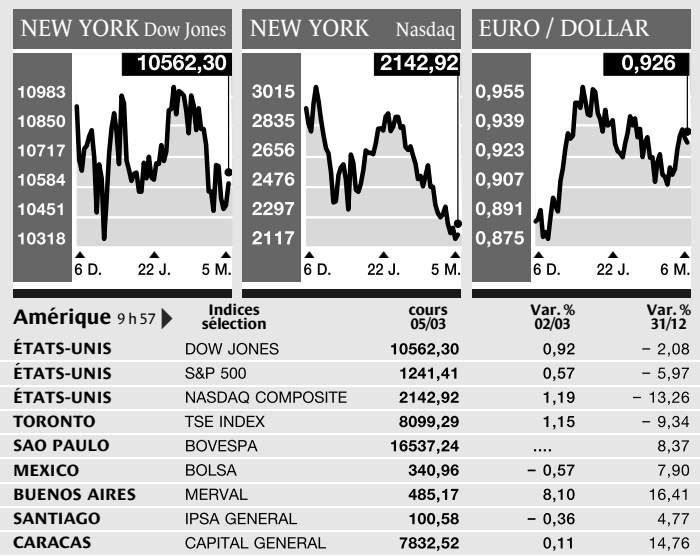 NEW YORK Dow Jones
10562,30
10983
10850
10717
10584
10451
10318
6 D. 22 J. 5 M.
NEW YORK Nasdaq
2142,92
3015
2835
2656
2476
2297
2117
6 D. 22 J. 5 M.
EURO / DOLLAR
0,926
0,955
0,939
0,923
0,907
0,891
0,875
6 D. 22 J. 6 M.
Amérique 9 h 57 Indices sélection cours 05/03 Var. % 02/03 Var. % 31/12
ÉTATS-UNIS DOW JONES 10562,30 0,92 – 2,08
ÉTATS-UNIS S&P 500 1241,41 0,57 – 5,97
ÉTATS-UNIS NASDAQ COMPOSITE 2142,92 1,19 – 13,26
TORONTO TSE INDEX 8099,29 1,15 – 9,34
SAO PAULO BOVESPA 16537,24 .... 8,37
MEXICO BOLSA 340,96 – 0,57 7,90
BUENOS AIRES MERVAL 485,17 8,10 16,41
SANTIAGO IPSA GENERAL 100,58 – 0,36 4,77
CARACAS CAPITAL GENERAL 7832,52 0,11 14,76